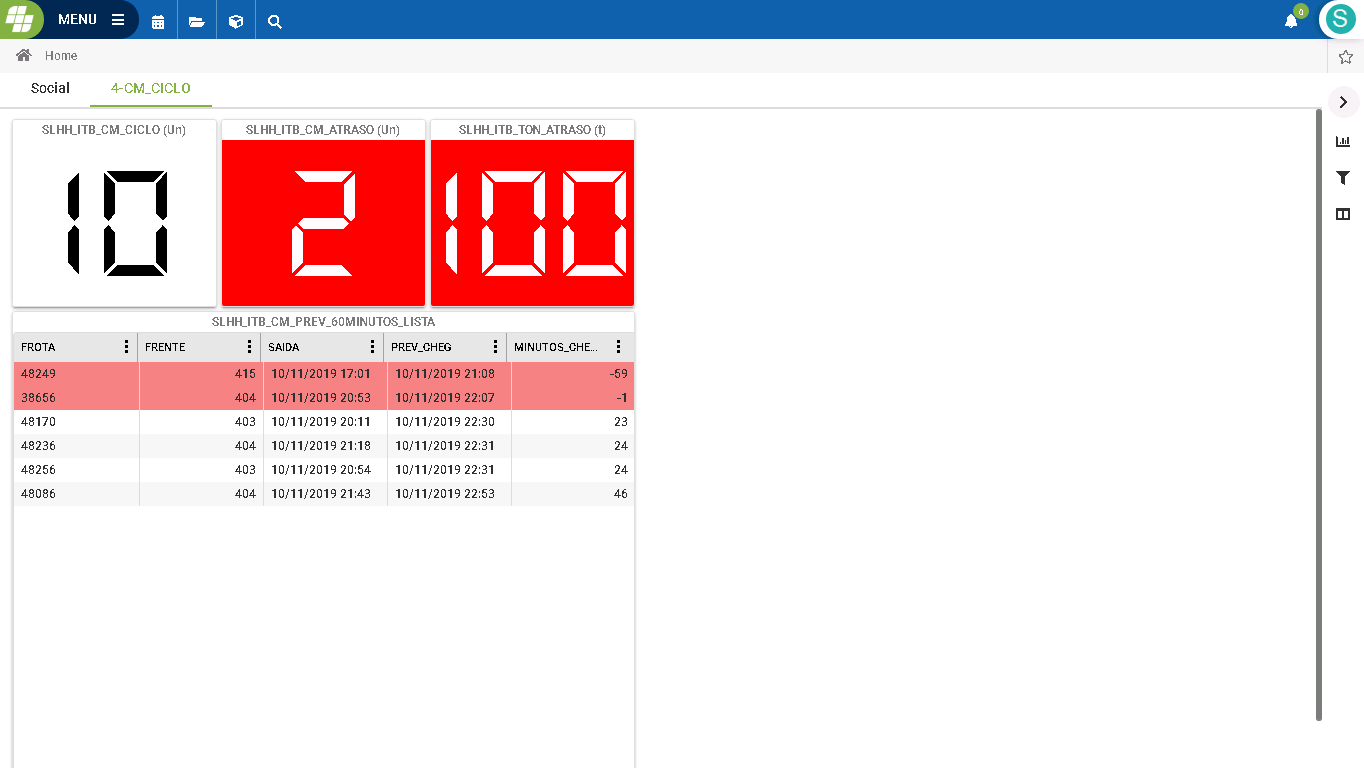 MENU
0
S
Home
Social 4-CM_CICLO
SLHH_ITB_CM_CICLO (Un) SLHH_ITB_CM_ATRASO (Un) SLHH_ITB_TON_ATRASO (t)
10 2 100
SLHH_ITB_CM_PREV_60MINUTOS_LISTA
FROTA FRENTE SAIDA PREV_CHEG MINUTOS_CHE...
48249 415 10/11/2019 17:01 10/11/2019 21:08 -59
38656 404 10/11/2019 20:53 10/11/2019 22:07 -1
48170 403 10/11/2019 20:11 10/11/2019 22:30 23
48236 404 10/11/2019 21:18 10/11/2019 22:31 24
48256 403 10/11/2019 20:54 10/11/2019 22:31 24
48086 404 10/11/2019 21:43 10/11/2019 22:53 46